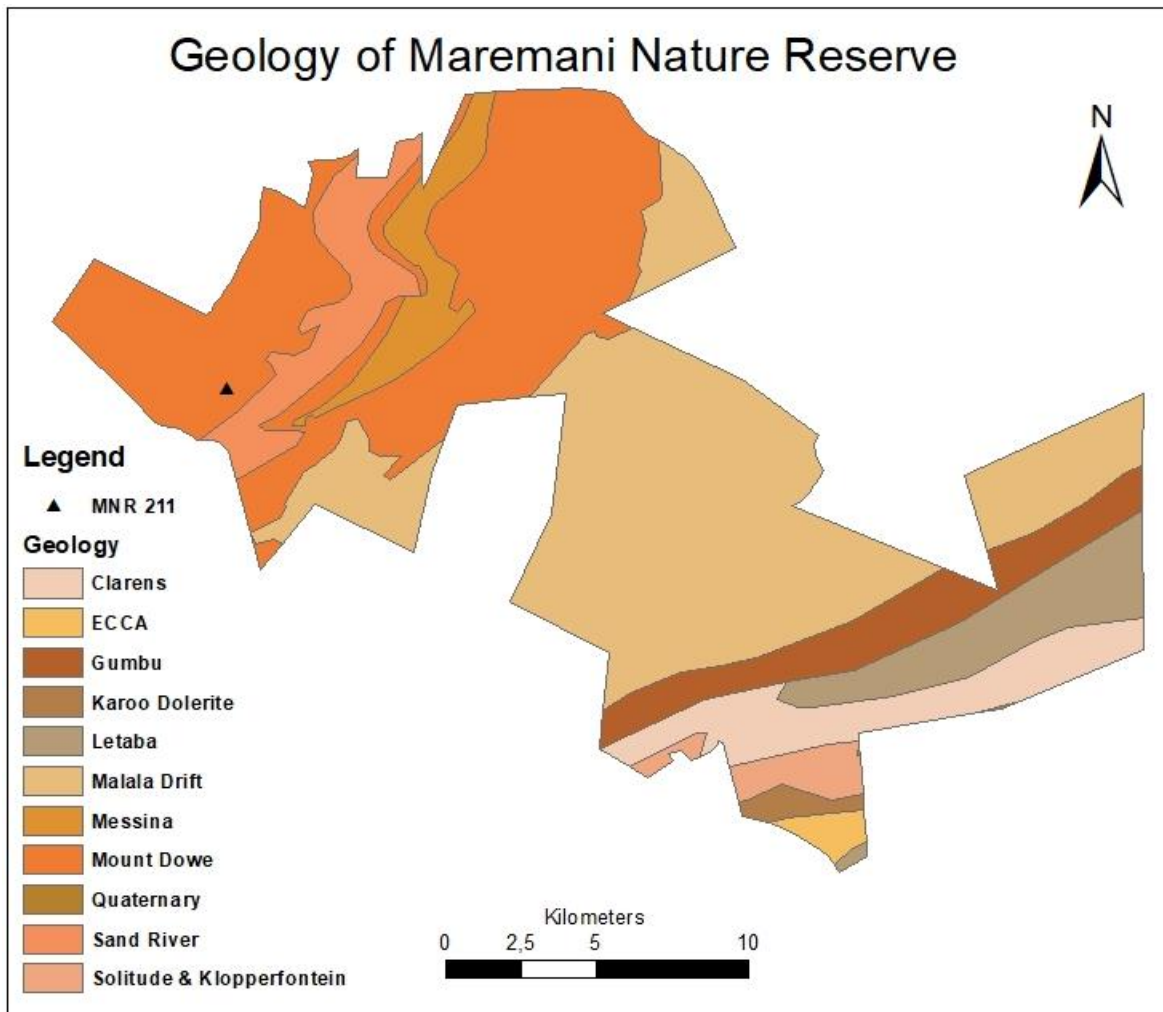 Geology of Maremani Nature Reserve
N
Legend
MNR 211
Geology
Clarens
ECCA
Gumbu
Karoo Dolerite
Letaba
Malala Drift
Messina
Mount Dowe
Quaternary
Sand River
Solitude & Klopperfontein
Kilometers
0 2,5 5 10